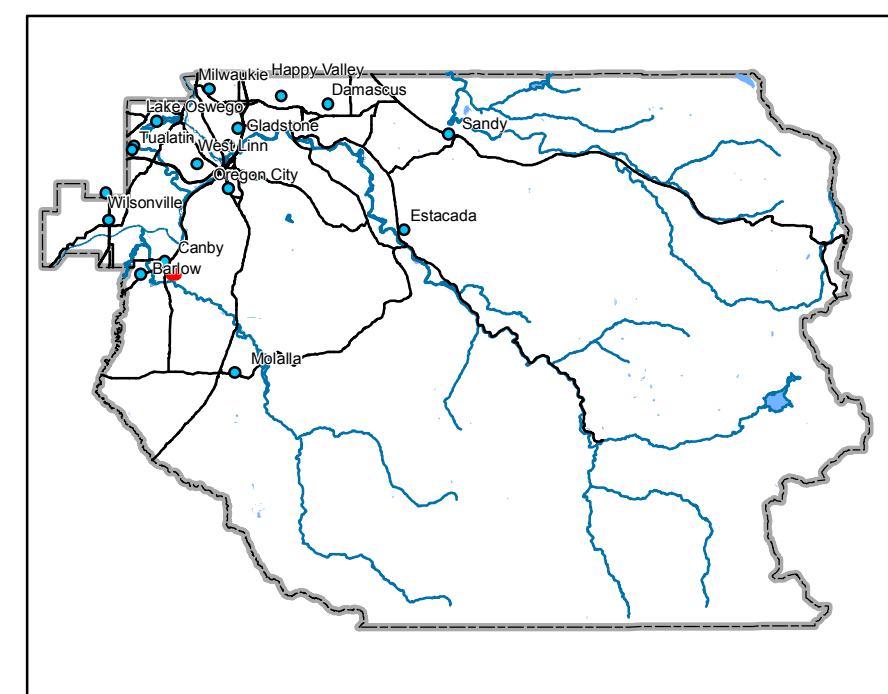 Milwaukie
Happy Valley
Damascus
Lake Oswego
Gladstone
Sandy
Tualatin
West Linn
Oregon City
Wilsonville
Estacada
Canby
Barlow
Molalla